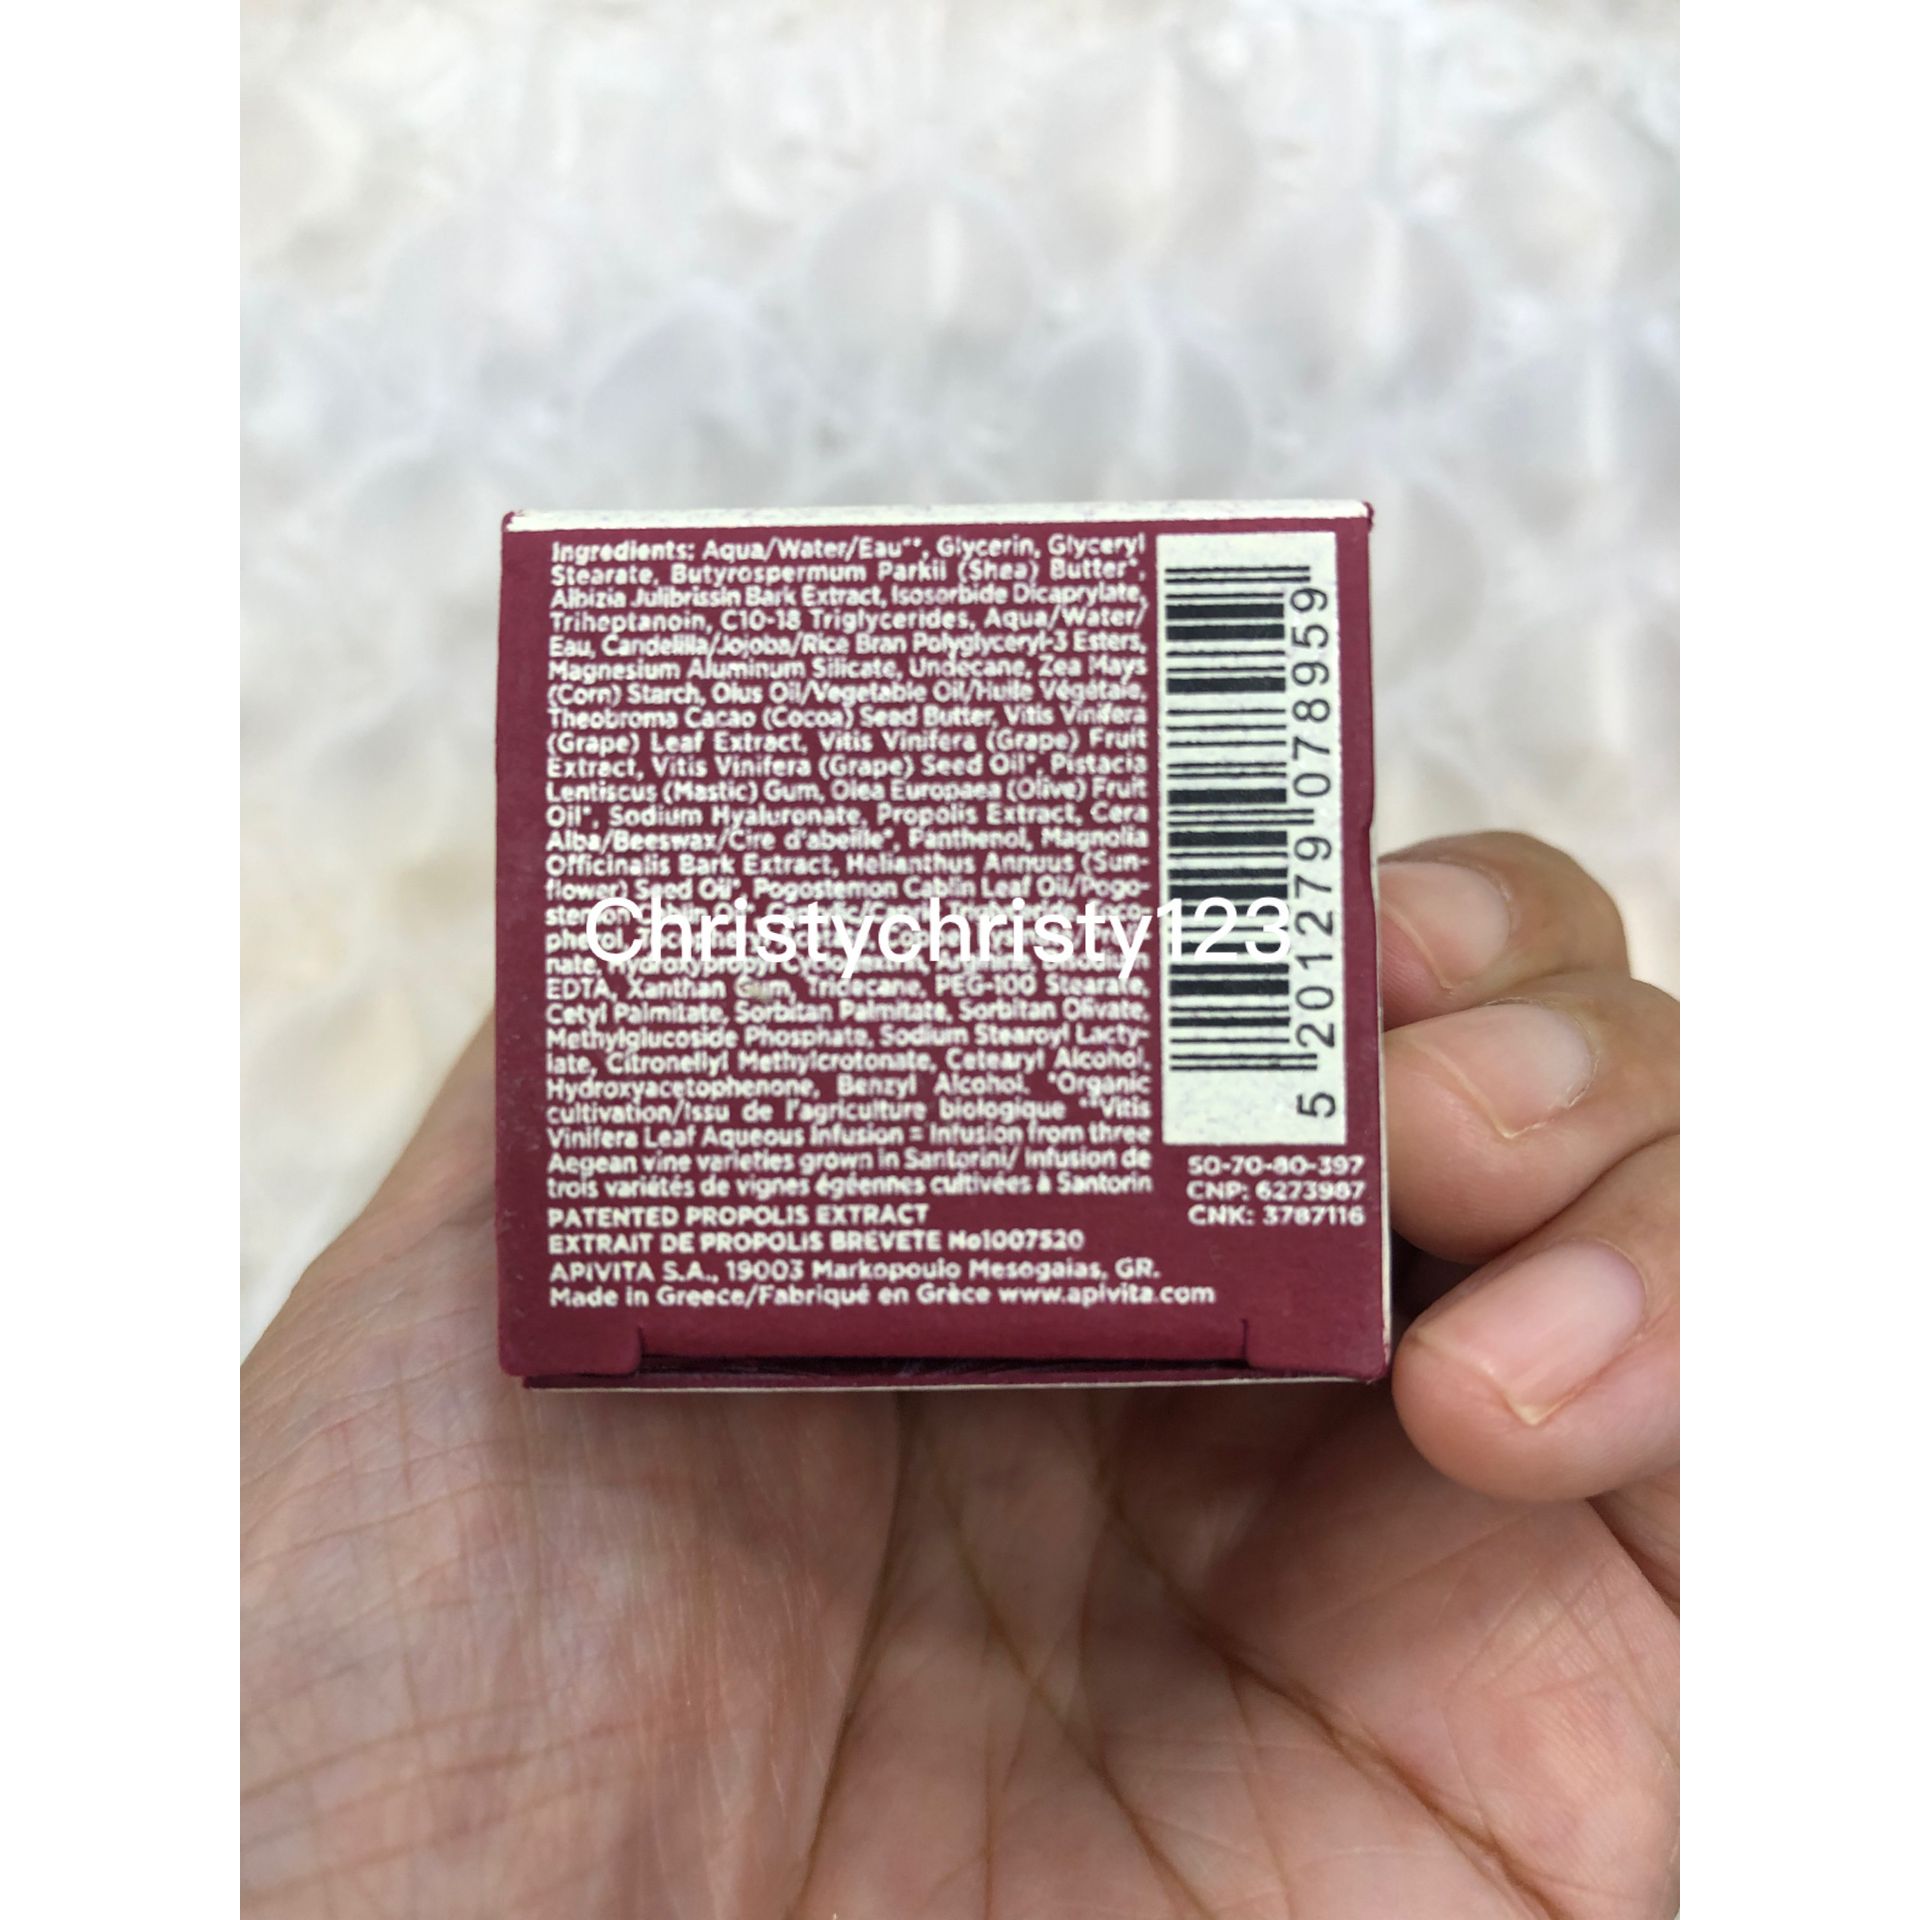 Ingredients: Aqua/Water/Eau**, Glycerin, Glyceryl
Stearate, Butyrospermum Parkii (Shea) Butter*,
Albizia Julibrissin Bark Extract, Isosorbide Dicaprylate,
Triheptanoin, C10-18 Triglycerides, Aqua/Water/
Eau, Candelilla/Jojoba/Rice Bran Polyglyceryl-3 Esters,
Magnesium Aluminum Silicate, Undecane, Zea Mays
(Corn) Starch, Olus Oil/Vegetable Oil/Huile Végétale,
Theobroma Cacao (Cocoa) Seed Butter, Vitis Vinifera
(Grape) Leaf Extract, Vitis Vinifera (Grape) Fruit
Extract, Vitis Vinifera (Grape) Seed Oil*, Pistacia
Lentiscus (Mastic) Gum, Olea Europaea (Olive) Fruit
Oil*, Sodium Hyaluronate, Propolis Extract, Cera
Alba/Beeswax/Cire d'abeille*, Panthenol, Magnolia
Officinalis Bark Extract, Helianthus Annuus (Sun-
flower) Seed Oil*, Pogostemon Cablin Leaf Oil/Pogo-
stemon Oil*,
pherol,
nate, Hydroxypropyl Disodium
EDTA, Xanthan Gum, Tridecane, PEG-100 Stearate,
Cetyl Palmitate, Sorbitan Palmitate, Sorbitan Olivate,
Methylglucoside Phosphate, Sodium Stearoyl Lacty-
late, Citronellyl Methylcrotonate, Cetearyl Alcohol,
Hydroxyacetophenone, Benzyl Alcohol. *Organic
cultivation/Issu de l'agriculture biologique **Vitis
Vinifera Leaf Aqueous Infusion = Infusion from three
Aegean vine varieties grown in Santorini/ Infusion de
trois variétés de vignes égéennes cultivées à Santorin
PATENTED PROPOLIS EXTRACT
EXTRAIT DE PROPOLIS BREVETE No1007520
APIVITA S.A., 19003 Markopoulo Mesogaias, GR.
Made in Greece/Fabriqué en Grèce www.apivita.com
5 201279 078959
50-70-80-397
CNP: 6273987
CNK: 3787116
Christychristy123